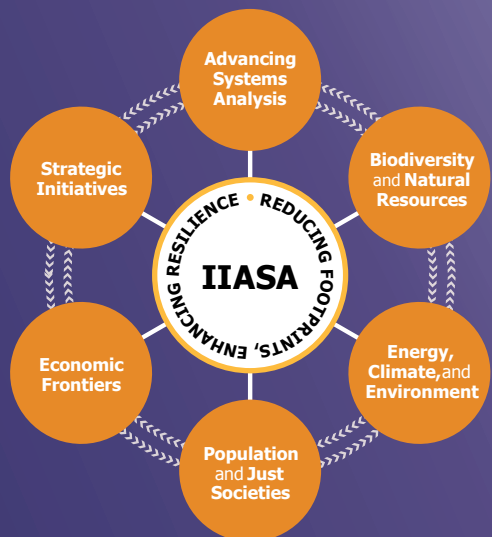 Advancing
Systems
Analysis
Biodiversity
and Natural
Resources
Energy,
Climate, and
Environment
Population
and Just
Societies
Economic
Frontiers
Strategic
Initiatives
• REDUCING FOOTPRINTS, ENHANCING RESILIENCE
IIASA